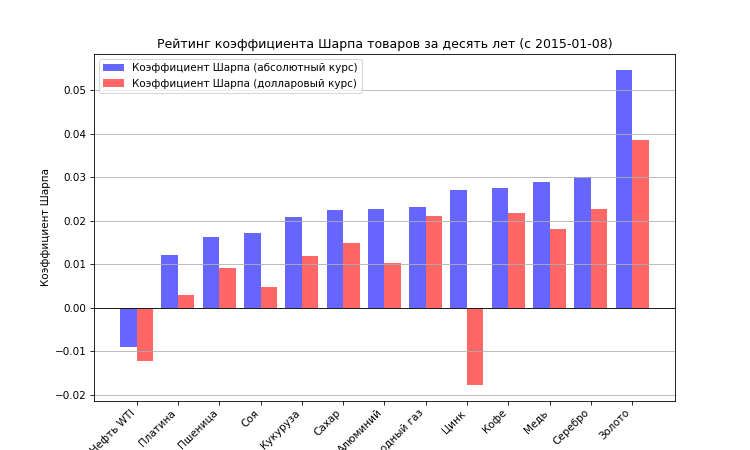 Рейтинг коэффициента Шарпа товаров за десять лет (с 2015-01-08)
Коэффициент Шарпа (абсолютный курс)
Коэффициент Шарпа (долларовый курс)
Коэффициент Шарпа
0.05
0.04
0.03
0.02
0.01
0.00
−0.01
−0.02
Нефть WTI
Платина
Пшеница
Соя
Кукуруза
Сахар
Алюминий
одный газ
Цинк
Кофе
Медь
Серебро
Золото